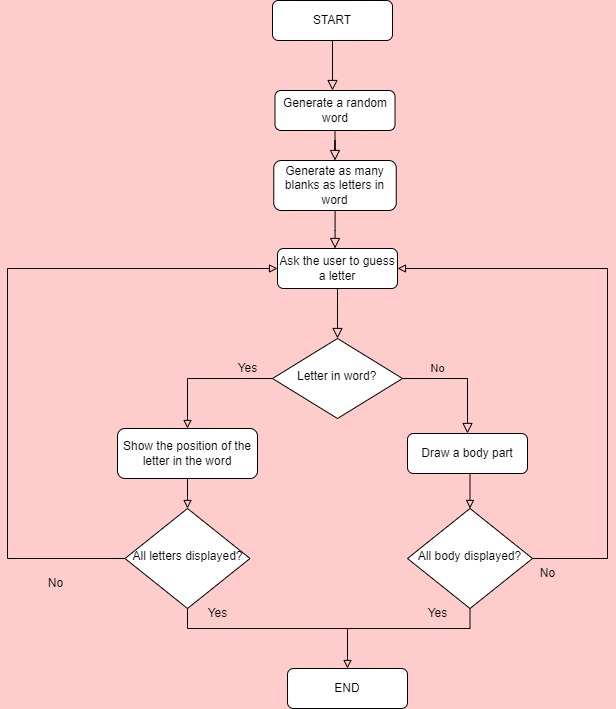 START
Generate a random
word
Generate as many
blanks as letters in
word
Ask the user to guess
a letter
Letter in word?
Yes
No
Show the position of the
letter in the word
Draw a body part
All letters displayed?
All body displayed?
No
No
Yes
Yes
END